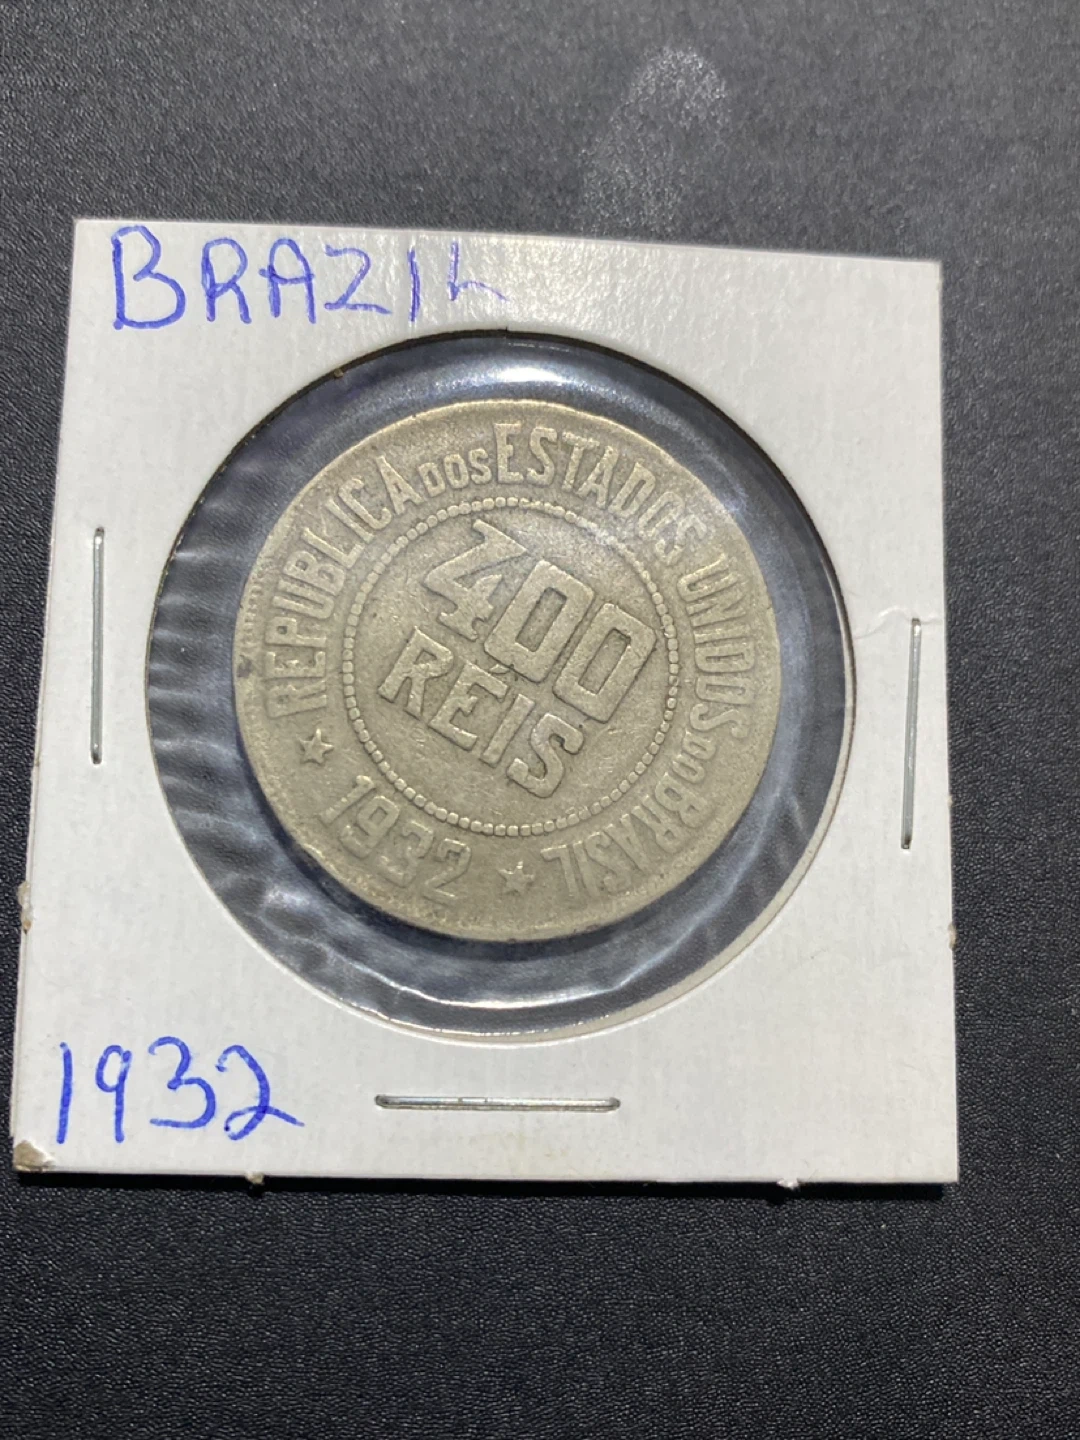 BRAZIL
REPUBLICA DOS ESTADOS UNIDOS DO BRASIL
400
RÉIS
★ 1932 ★
1932